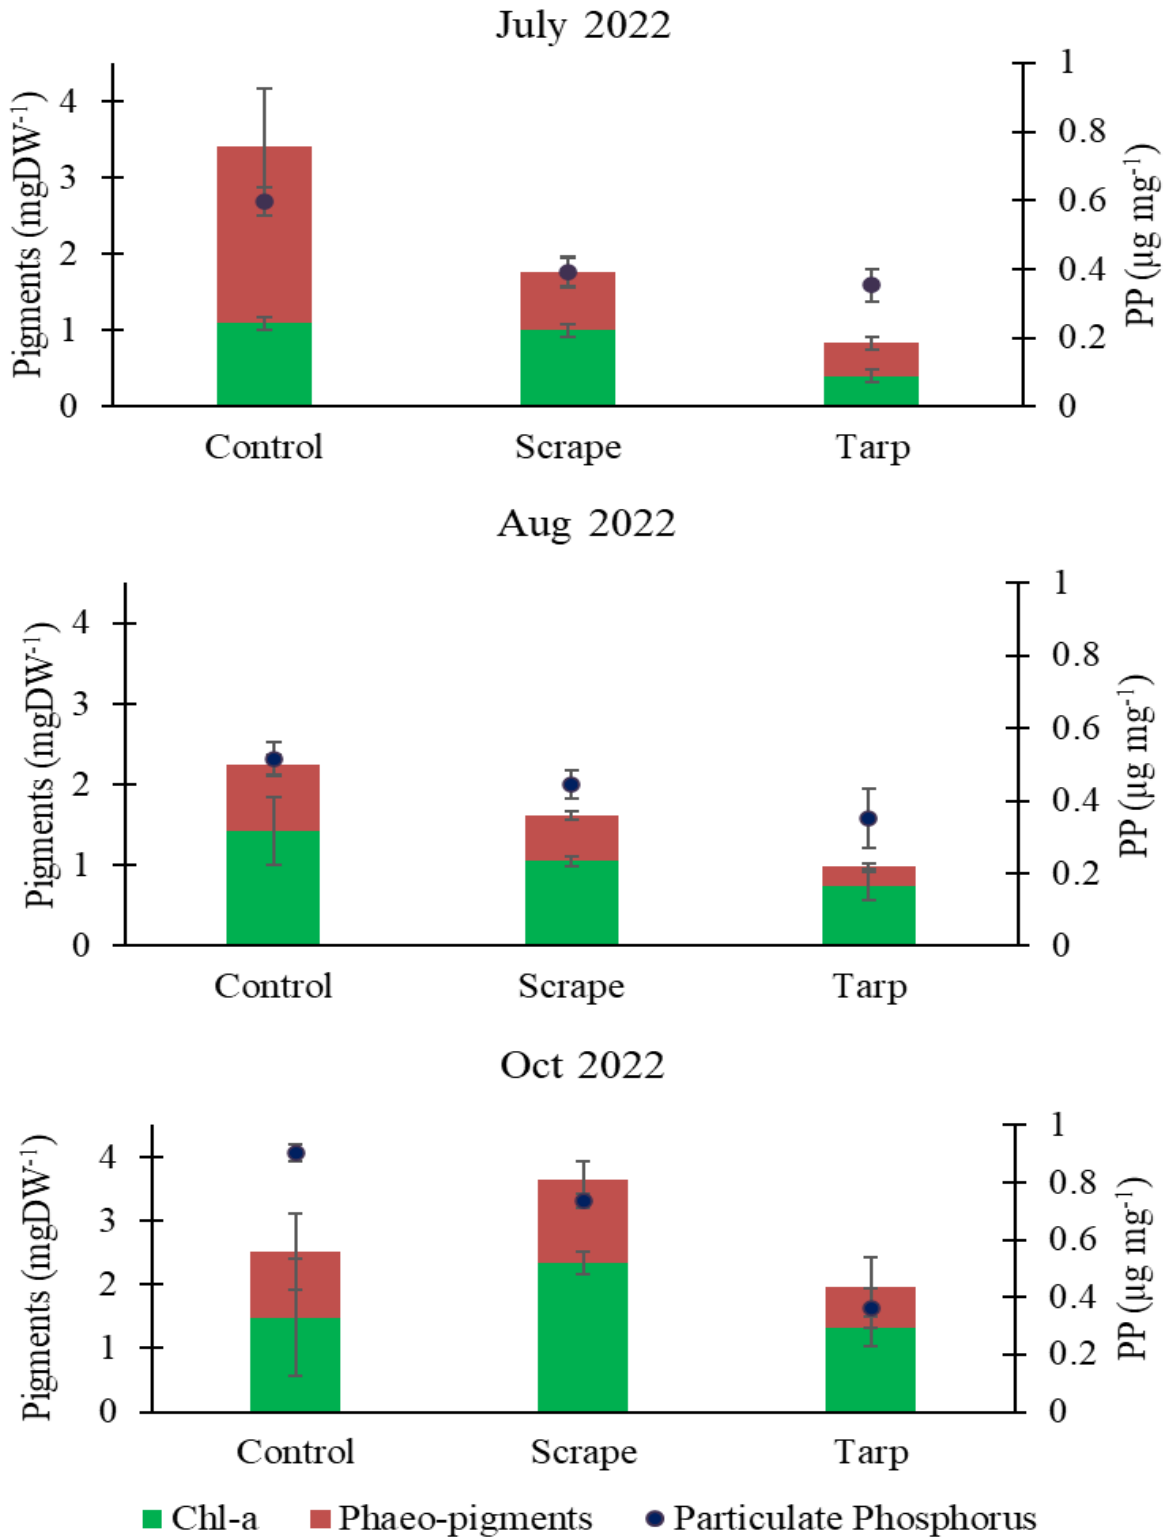 July 2022
Pigments (mgDW⁻¹)
4
3
2
1
0
1
0.8
0.6
0.4
0.2
0
PP (µg mg⁻¹)
Control Scrape Tarp
Aug 2022
Pigments (mgDW⁻¹)
4
3
2
1
0
1
0.8
0.6
0.4
0.2
0
PP (µg mg⁻¹)
Control Scrape Tarp
Oct 2022
Pigments (mgDW⁻¹)
4
3
2
1
0
1
0.8
0.6
0.4
0.2
0
PP (µg mg⁻¹)
Control Scrape Tarp
Chl-a Phaeo-pigments Particulate Phosphorus